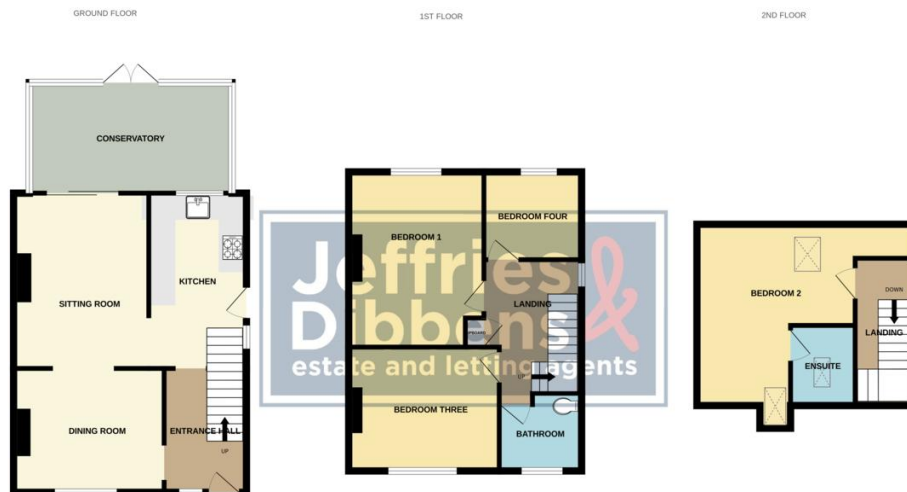 GROUND FLOOR
1ST FLOOR
2ND FLOOR
CONSERVATORY
SITTING ROOM
KITCHEN
DINING ROOM
ENTRANCE HALL
UP
BEDROOM 1
BEDROOM FOUR
LANDING
BEDROOM THREE
UP
BATHROOM
BEDROOM 2
DOWN
LANDING
ENSUITE
Jeffries &
Dibbens
estate and letting agents